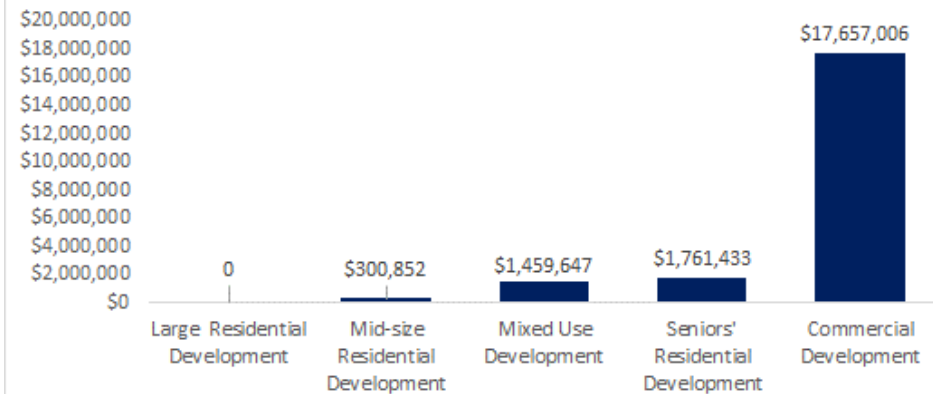 $20,000,000
$18,000,000
$16,000,000
$14,000,000
$12,000,000
$10,000,000
$8,000,000
$6,000,000
$4,000,000
$2,000,000
$0
0
$300,852
$1,459,647
$1,761,433
$17,657,006
Large Residential
Development
Mid-size
Residential
Development
Mixed Use
Development
Seniors'
Residential
Development
Commercial
Development